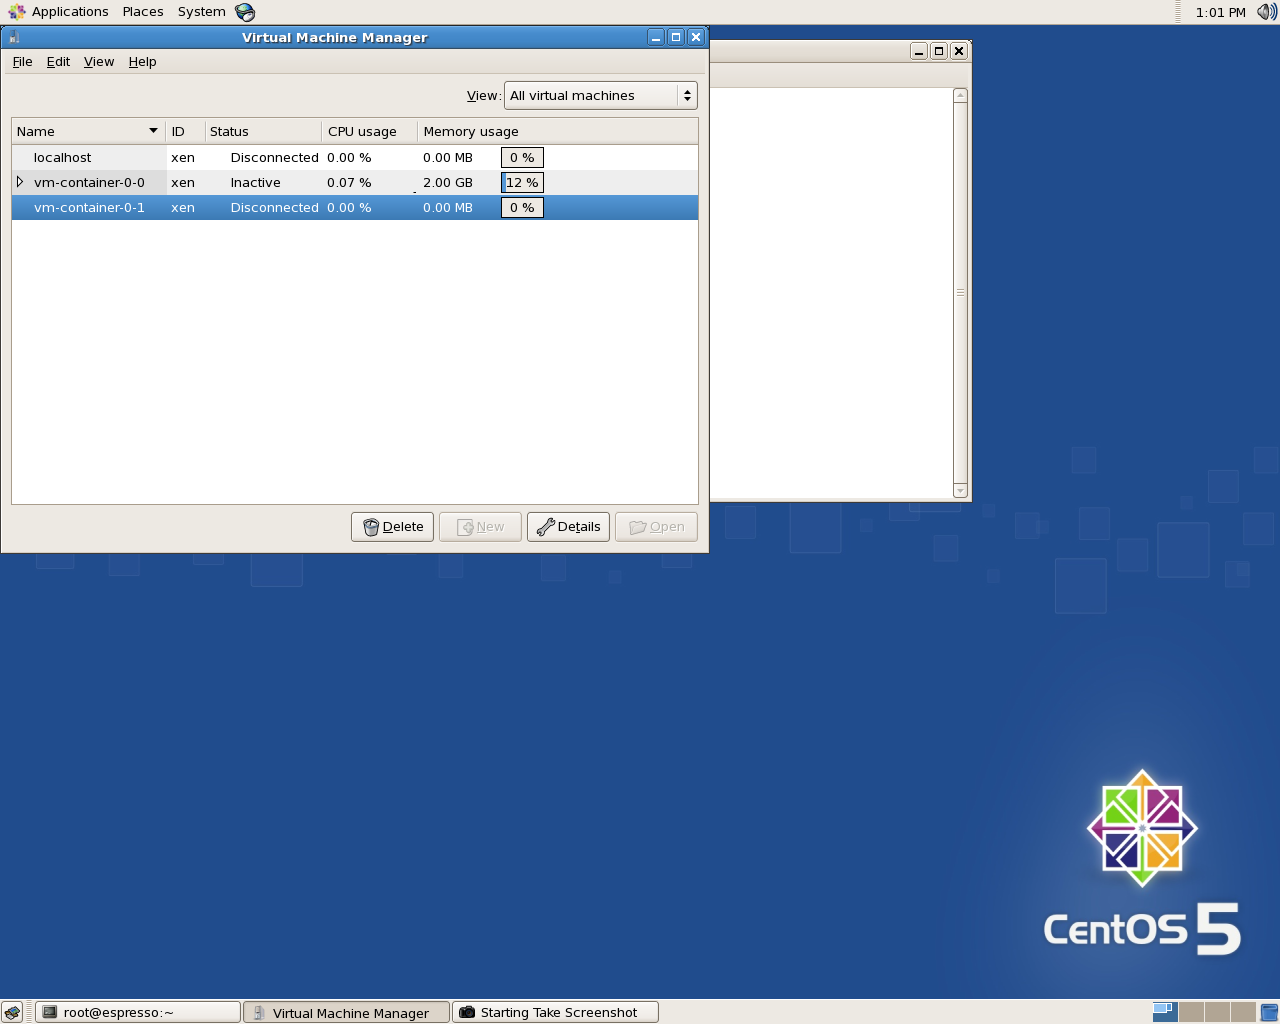 Applications Places System 1:01 PM
Virtual Machine Manager
File Edit View Help
View: All virtual machines
Name ID Status CPU usage Memory usage
localhost xen Disconnected 0.00 % 0.00 MB 0 %
vm-container-0-0 xen Inactive 0.07 % 2.00 GB 12 %
vm-container-0-1 xen Disconnected 0.00 % 0.00 MB 0 %
Delete New Details Open
CentOS 5
root@espresso:~ Virtual Machine Manager Starting Take Screenshot